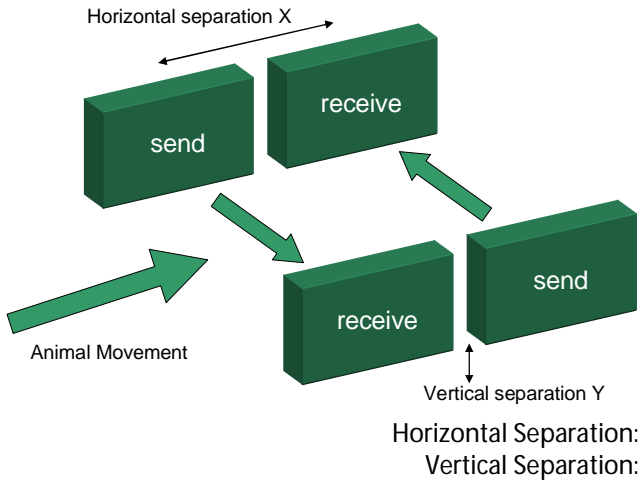 Horizontal separation X
receive
send
send
receive
Animal Movement
Vertical separation Y
Horizontal Separation:
Vertical Separation: